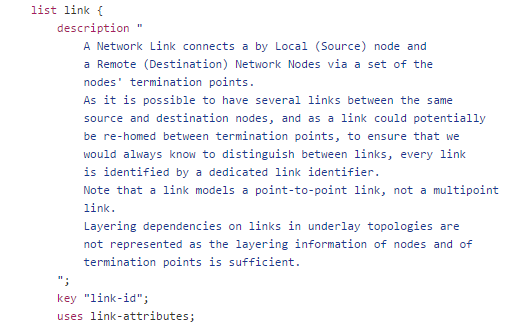 list link {
description "
A Network Link connects a by Local (Source) node and
a Remote (Destination) Network Nodes via a set of the
nodes' termination points.
As it is possible to have several links between the same
source and destination nodes, and as a link could potentially
be re-homed between termination points, to ensure that we
would always know to distinguish between links, every link
is identified by a dedicated link identifier.
Note that a link models a point-to-point link, not a multipoint
link.
Layering dependencies on links in underlay topologies are
not represented as the layering information of nodes and of
termination points is sufficient.
";
key "link-id";
uses link-attributes;